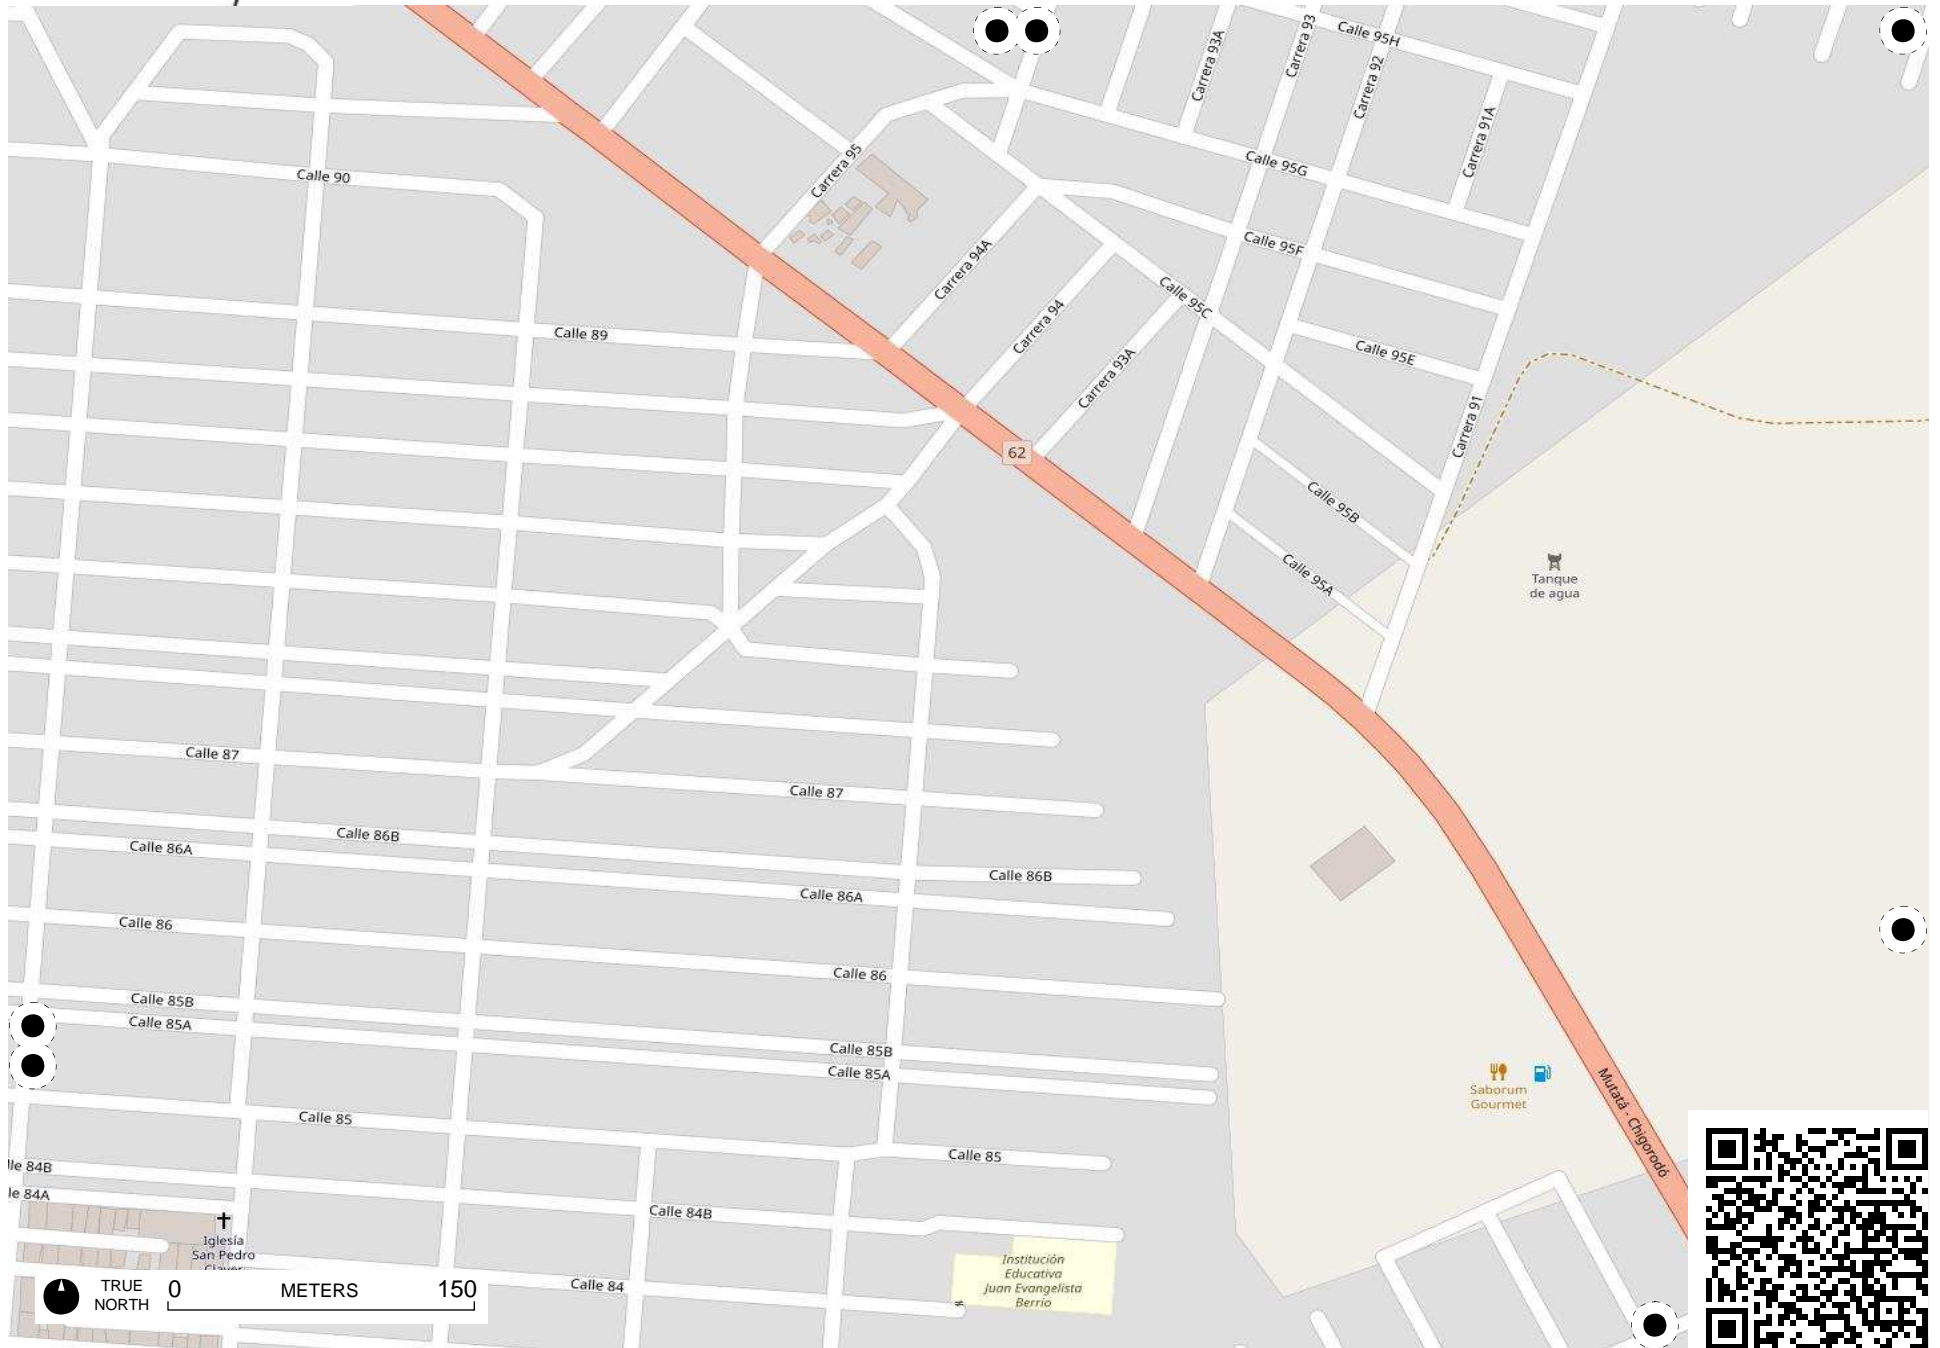 Calle 95H
Carrera 93A
Carrera 93
Carrera 92
Carrera 91A
Calle 90
Carrera 95
Calle 95G
Calle 95F
Carrera 94A
Calle 95C
Carrera 94
Calle 89
Calle 95E
Carrera 93A
Carrera 91
62
Calle 95B
Calle 95A
Tanque
de agua
Calle 87
Calle 87
Calle 86B
Calle 86A
Calle 86B
Calle 86A
Calle 86
Calle 86
Calle 85B
Calle 85A
Calle 85B
Calle 85A
Saborum
Gourmet
Mutatá - Chigorodó
Calle 85
Calle 85
lle 84B
le 84A
Calle 84B
Iglesia
San Pedro
Claver
Institución
Educativa
Juan Evangelista
Berrio
Calle 84
TRUE
NORTH
0 METERS 150